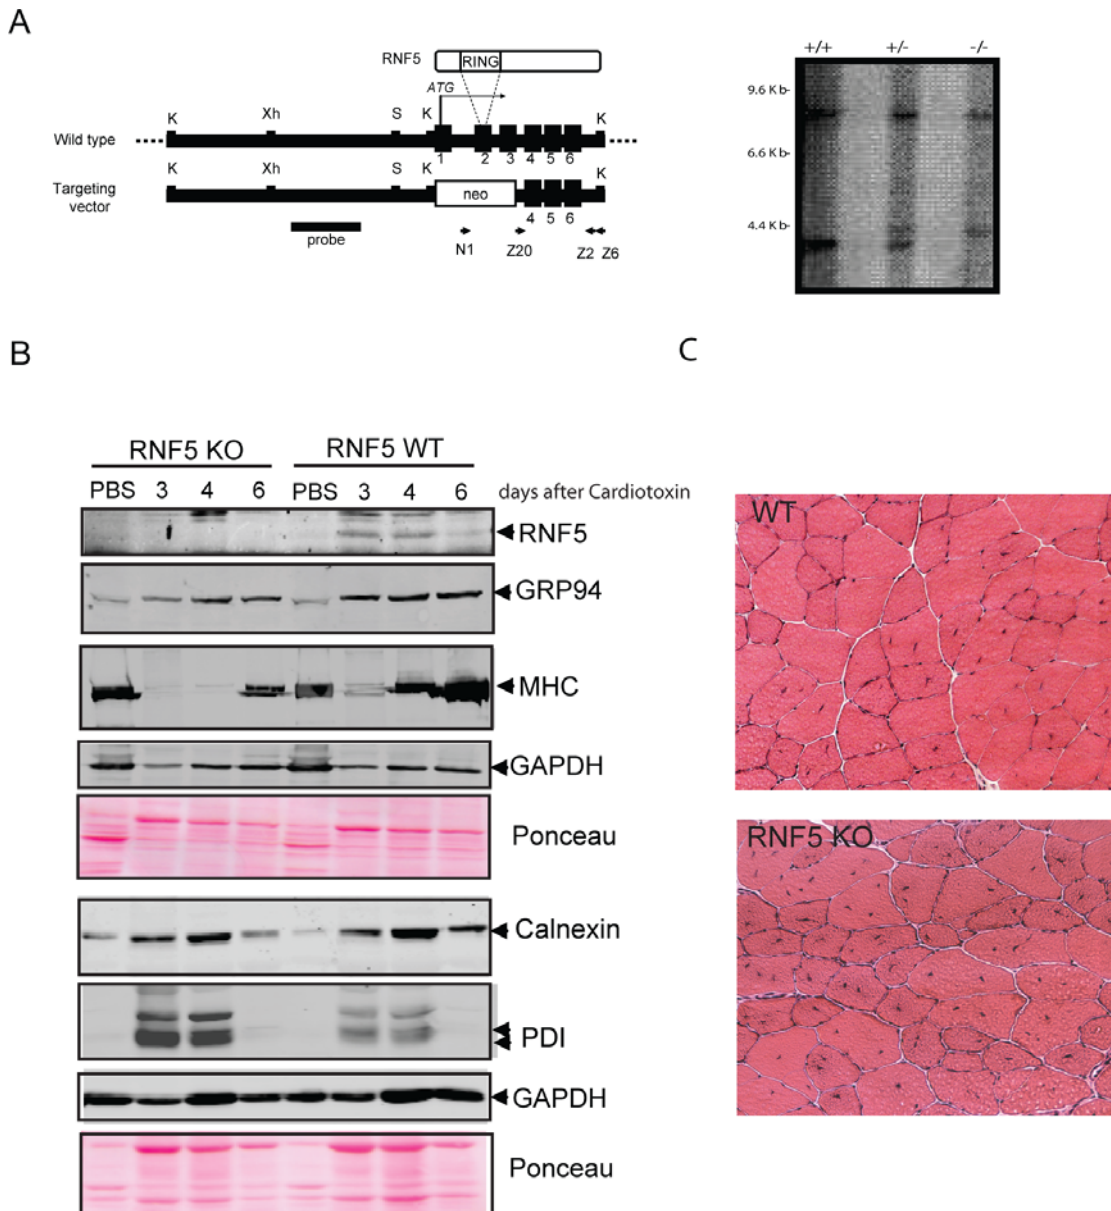 A
RNF5
RING
ATG
K Xh S K
Wild type
1 2 3 4 5 6
K
K Xh S K
Targeting
vector
neo
4 5 6
probe
N1 Z20 Z2 Z6
+/+ +/- -/-
9.6 Kb-
6.6 Kb-
4.4 Kb-
B
RNF5 KO RNF5 WT
PBS 3 4 6 PBS 3 4 6 days after Cardiotoxin
RNF5
GRP94
MHC
GAPDH
Ponceau
Calnexin
PDI
GAPDH
Ponceau
C
WT
RNF5 KO